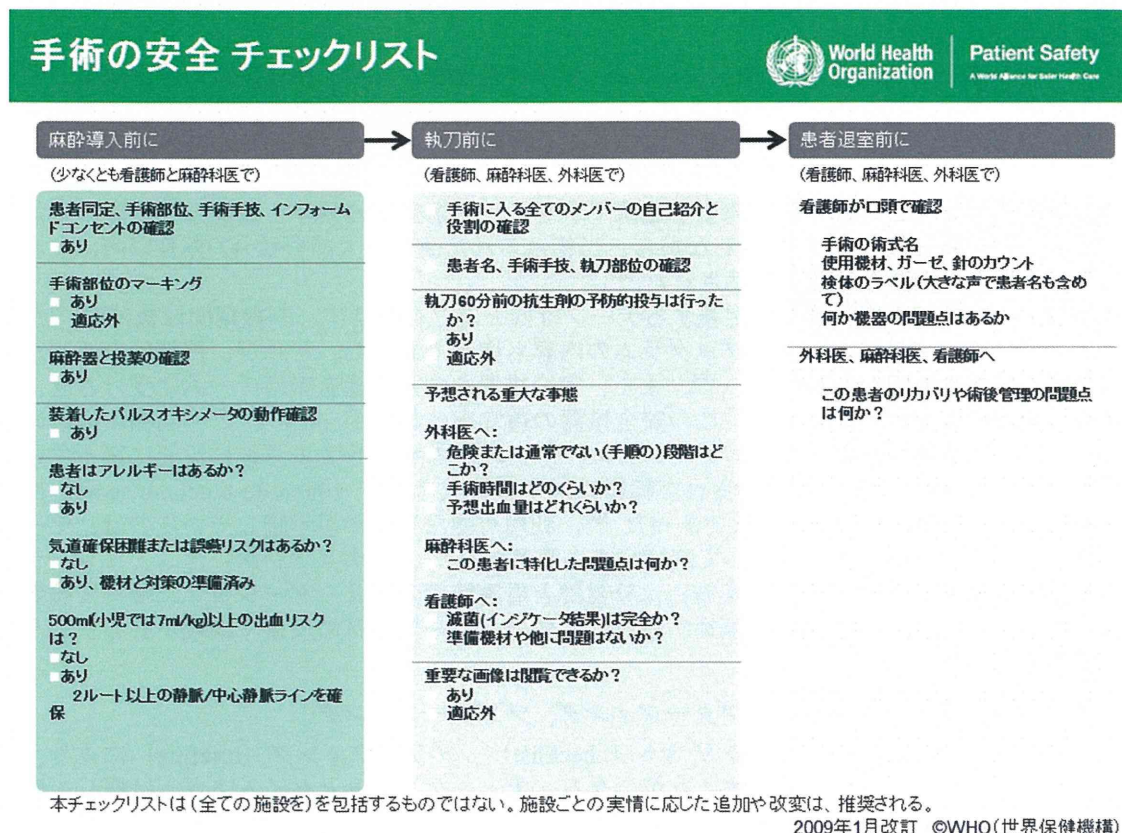 手術の安全 チェックリスト
World Health
Organization
Patient Safety
A World Alliance for Safer Health Care
麻酔導入前に
(少なくとも看護師と麻酔科医で)
患者同定、手術部位、手術手技、インフォーム
ドコンセントの確認
あり
手術部位のマーキング
あり
適応外
麻酔器と投薬の確認
あり
装着したパルスオキシメータの動作確認
あり
患者はアレルギーはあるか?
なし
あり
気道確保困難または誤嚥リスクはあるか?
なし
あり、機材と対策の準備済み
500ml(小児では7ml/kg)以上の出血リスク
は?
なし
あり
2ルート以上の静脈/中心静脈ラインを確
保
執刀前に
(看護師、麻酔科医、外科医で)
手術に入る全てのメンバーの自己紹介と
役割の確認
患者名、手術手技、執刀部位の確認
執刀60分前の抗生剤の予防的投与は行った
か?
あり
適応外
予想される重大な事態
外科医へ:
危険または通常でない(手順の)段階はど
こか?
手術時間はどのくらいか?
予想出血量はどれくらいか?
麻酔科医へ:
この患者に特化した問題点は何か?
看護師へ:
滅菌(インジケータ結果)は完全か?
準備機材や他に問題はないか?
重要な画像は閲覧できるか?
あり
適応外
患者退室前に
(看護師、麻酔科医、外科医で)
看護師が口頭で確認
手術の術式名
使用機材、ガーゼ、針のカウント
検体のラベル(大きな声で患者名も含め
て)
何か機器の問題点はあるか
外科医、麻酔科医、看護師へ
この患者のリカバリや術後管理の問題点
は何か?
本チェックリストは(全ての施設を)を包括するものではない。施設ごとの実情に応じた追加や改変は、推奨される。
2009年1月改訂 ©WHO(世界保健機構)